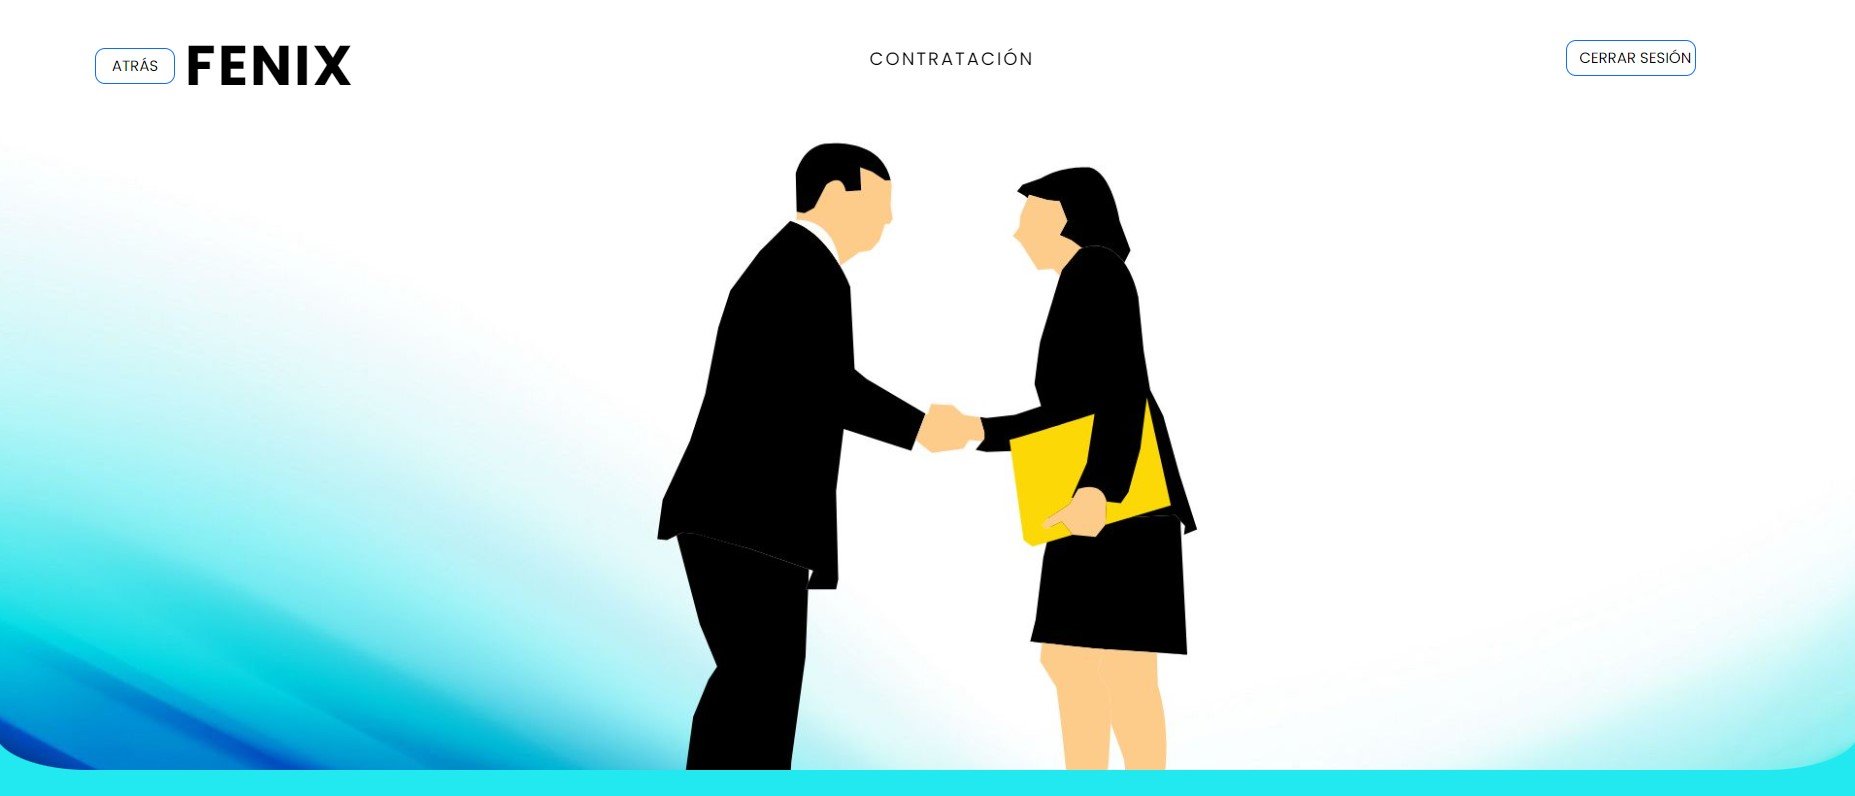 ATRÁS
FENIX
CONTRATACIÓN
CERRAR SESIÓN